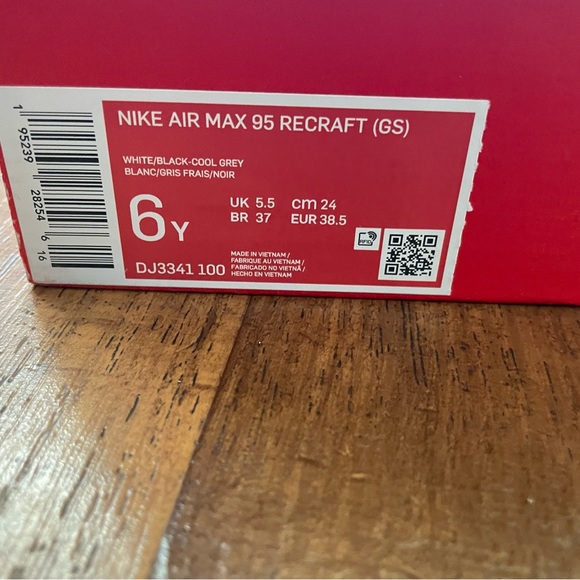 NIKE AIR MAX 95 RECRAFT (GS)
WHITE/BLACK-COOL GREY
BLANC/GRIS FRAIS/NOIR
6Y
UK 5.5 cm 24
BR 37 EUR 38.5
DJ3341 100
MADE IN VIETNAM /
FABRIQUE AU VIETNAM /
FABRICADO NO VIETNÃ /
HECHO EN VIETNAM
RFID
1 95239 28254 6 16